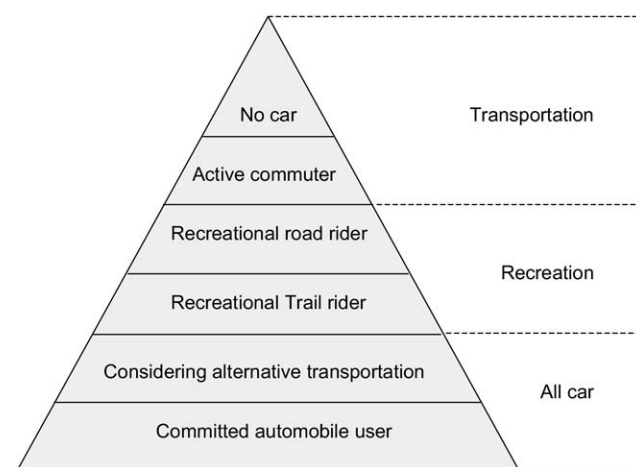 No car
Transportation
Active commuter
Recreational road rider
Recreation
Recreational Trail rider
Considering alternative transportation
All car
Committed automobile user